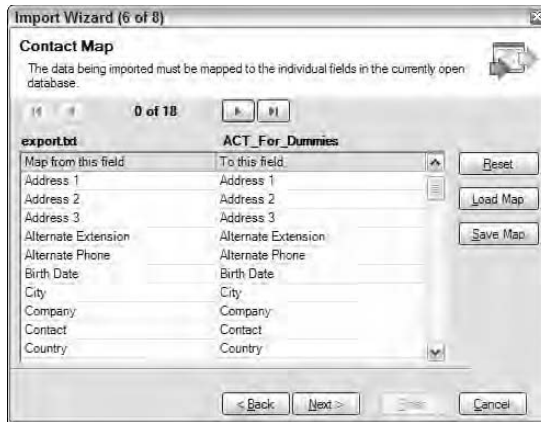 Import Wizard (6 of 8)
Contact Map
The data being imported must be mapped to the individual fields in the currently open
database.
0 of 18
export.txt ACT_For_Dummies
Map from this field To this field
Address 1 Address 1
Address 2 Address 2
Address 3 Address 3
Alternate Extension Alternate Extension
Alternate Phone Alternate Phone
Birth Date Birth Date
City City
Company Company
Contact Contact
Country Country
Reset
Load Map
Save Map
< Back Next > Cancel